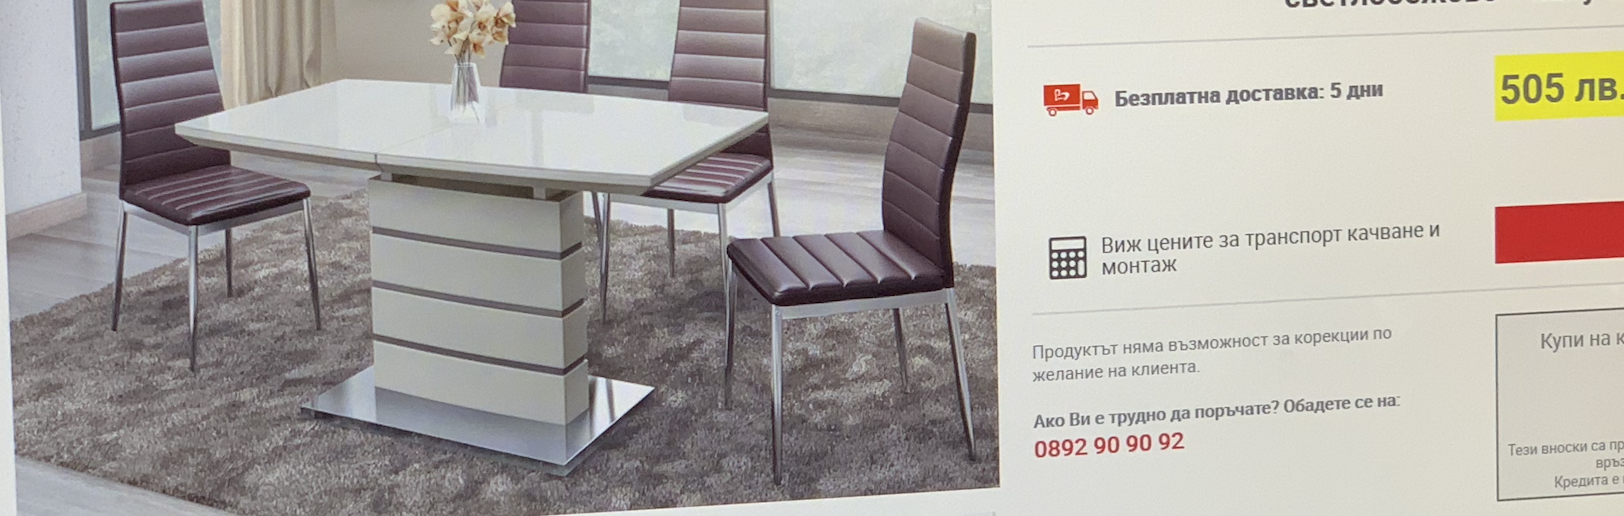 Безплатна доставка: 5 дни
505 лв.
Виж цените за транспорт качване и
монтаж
Продуктът няма възможност за корекции по
желание на клиента.
Ако Ви е трудно да поръчате? Обадете се на:
0892 90 90 92
Купи на к
Тези вноски са пр
връз
Кредита е